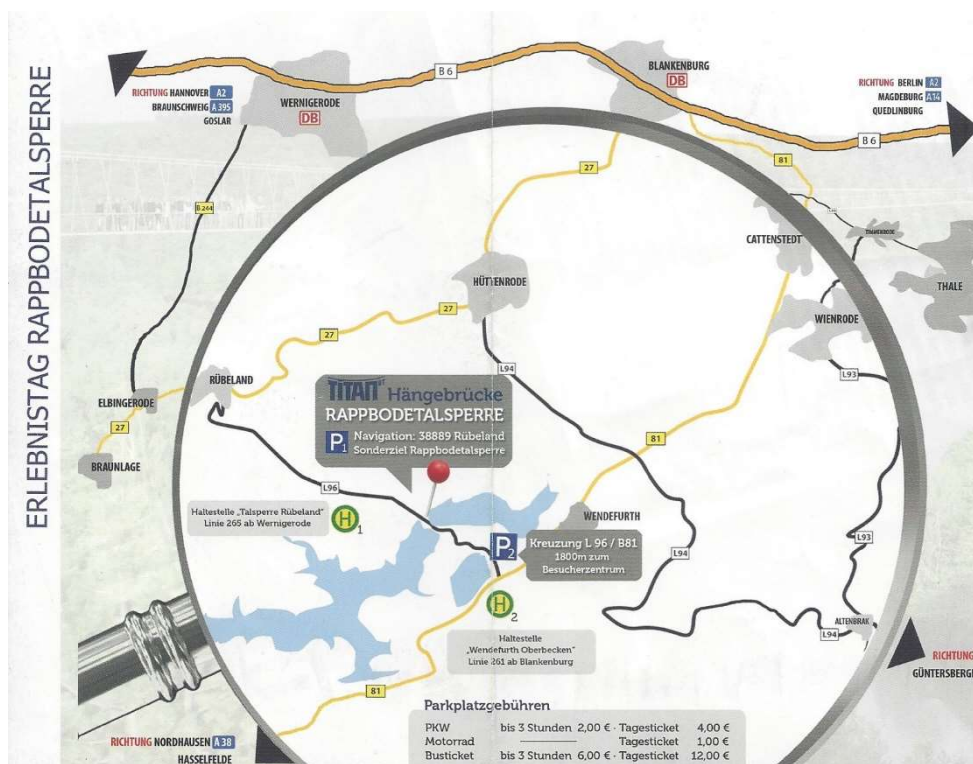 ERLEBNISTAG RAPPBODETALSPERRE
B 6
BLANKENBURG
DB
RICHTUNG HANNOVER A2
BRAUNSCHWEIG A 395
GOSLAR
WERNIGERODE
DB
RICHTUNG BERLIN A2
MAGDEBURG A14
QUEDLINBURG
B 6
81
27
B 244
CATTENSTEDT
TIMMENRODE
THALE
HÜTTENRODE
WIENRODE
27
27
L94
L93
RÜBELAND
ELBINGERODE
27
BRAUNLAGE
TITAN RT Hängebrücke
RAPPBODETALSPERRE
P1 Navigation: 38889 Rübeland
Sonderziel Rappbodetalsperre
81
L96
Haltestelle „Talsperre Rübeland"
Linie 265 ab Wernigerode
H 1
WENDEFURTH
P2
Kreuzung L 96 / B81
1800m zum
Besucherzentrum
L93
L94
H 2
ALTENBRAK
L94
Haltestelle
„Wendefurth Oberbecken"
Linie 261 ab Blankenburg
RICHTUNG
GÜNTERSBERGE
81
Parkplatzgebühren
PKW bis 3 Stunden 2,00 € · Tagesticket 4,00 €
Motorrad Tagesticket 1,00 €
Busticket bis 3 Stunden 6,00 € · Tagesticket 12,00 €
RICHTUNG NORDHAUSEN A 38
HASSELFELDE